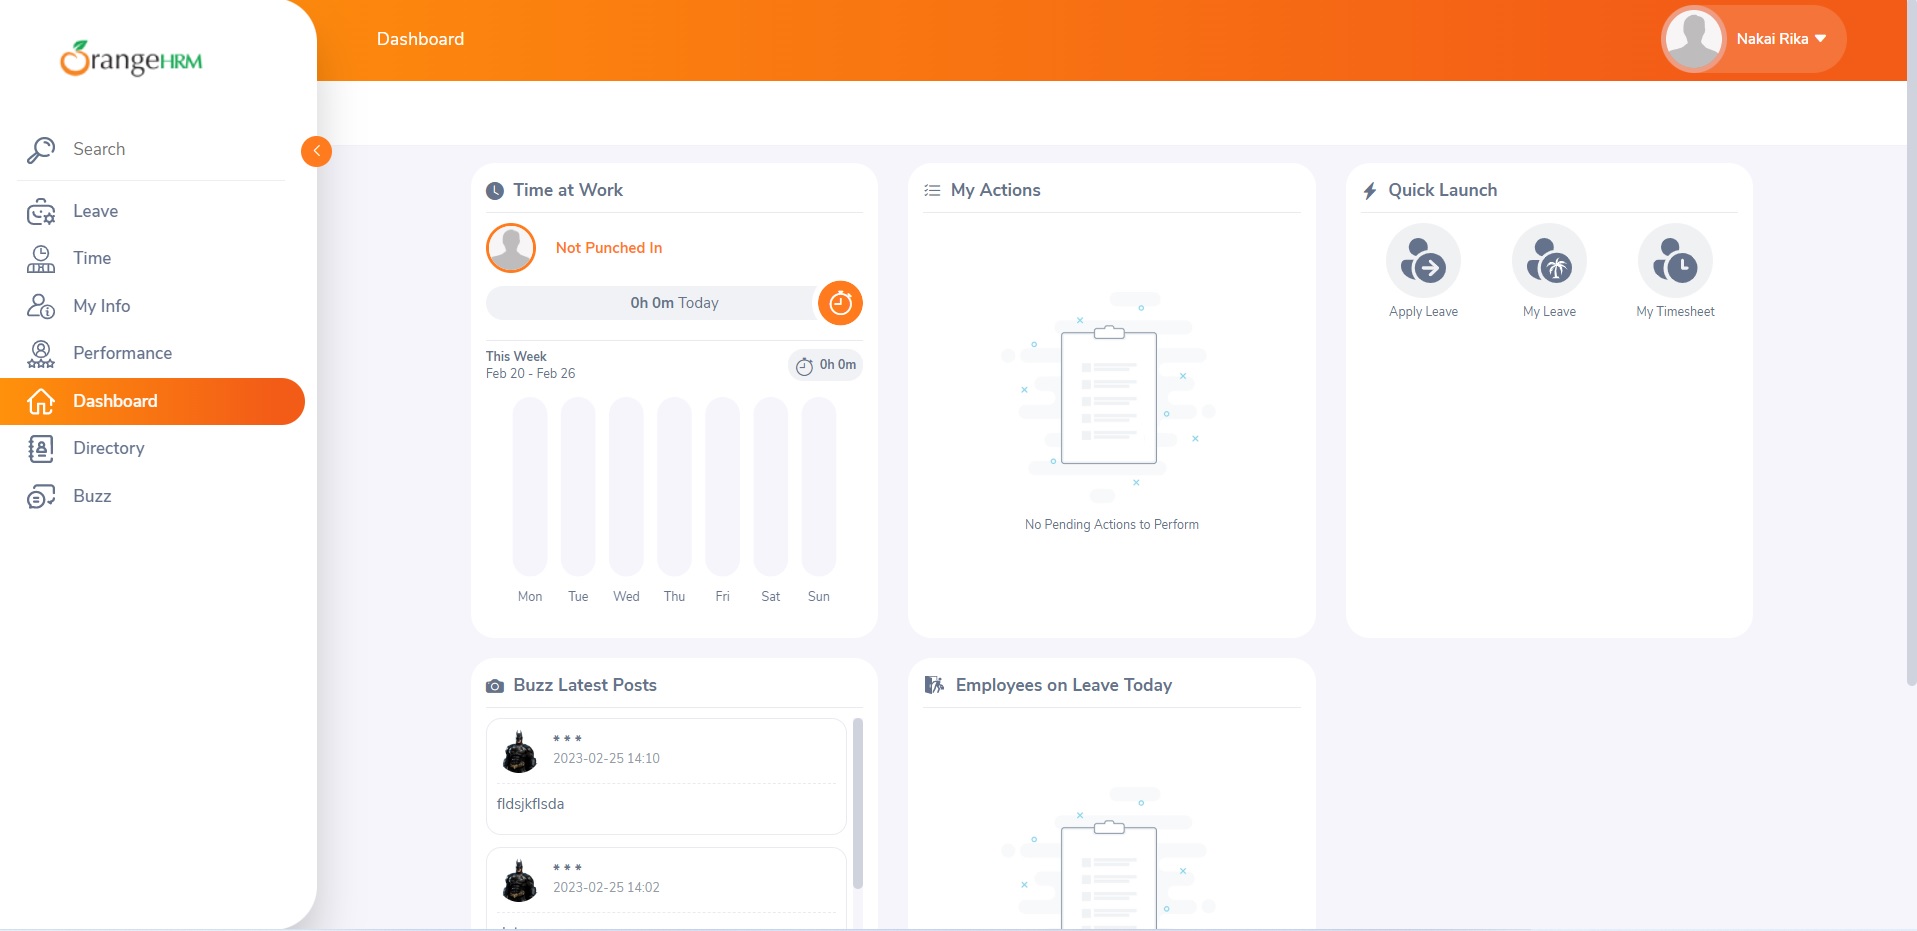 OrangeHRM
Dashboard
Nakai Rika
Search
Leave
Time
My Info
Performance
Dashboard
Directory
Buzz
Time at Work
Not Punched In
0h 0m Today
This Week
Feb 20 - Feb 26
0h 0m
Mon Tue Wed Thu Fri Sat Sun
My Actions
No Pending Actions to Perform
Quick Launch
Apply Leave
My Leave
My Timesheet
Buzz Latest Posts
* * *
2023-02-25 14:10
fldsjkflsda
* * *
2023-02-25 14:02
Employees on Leave Today